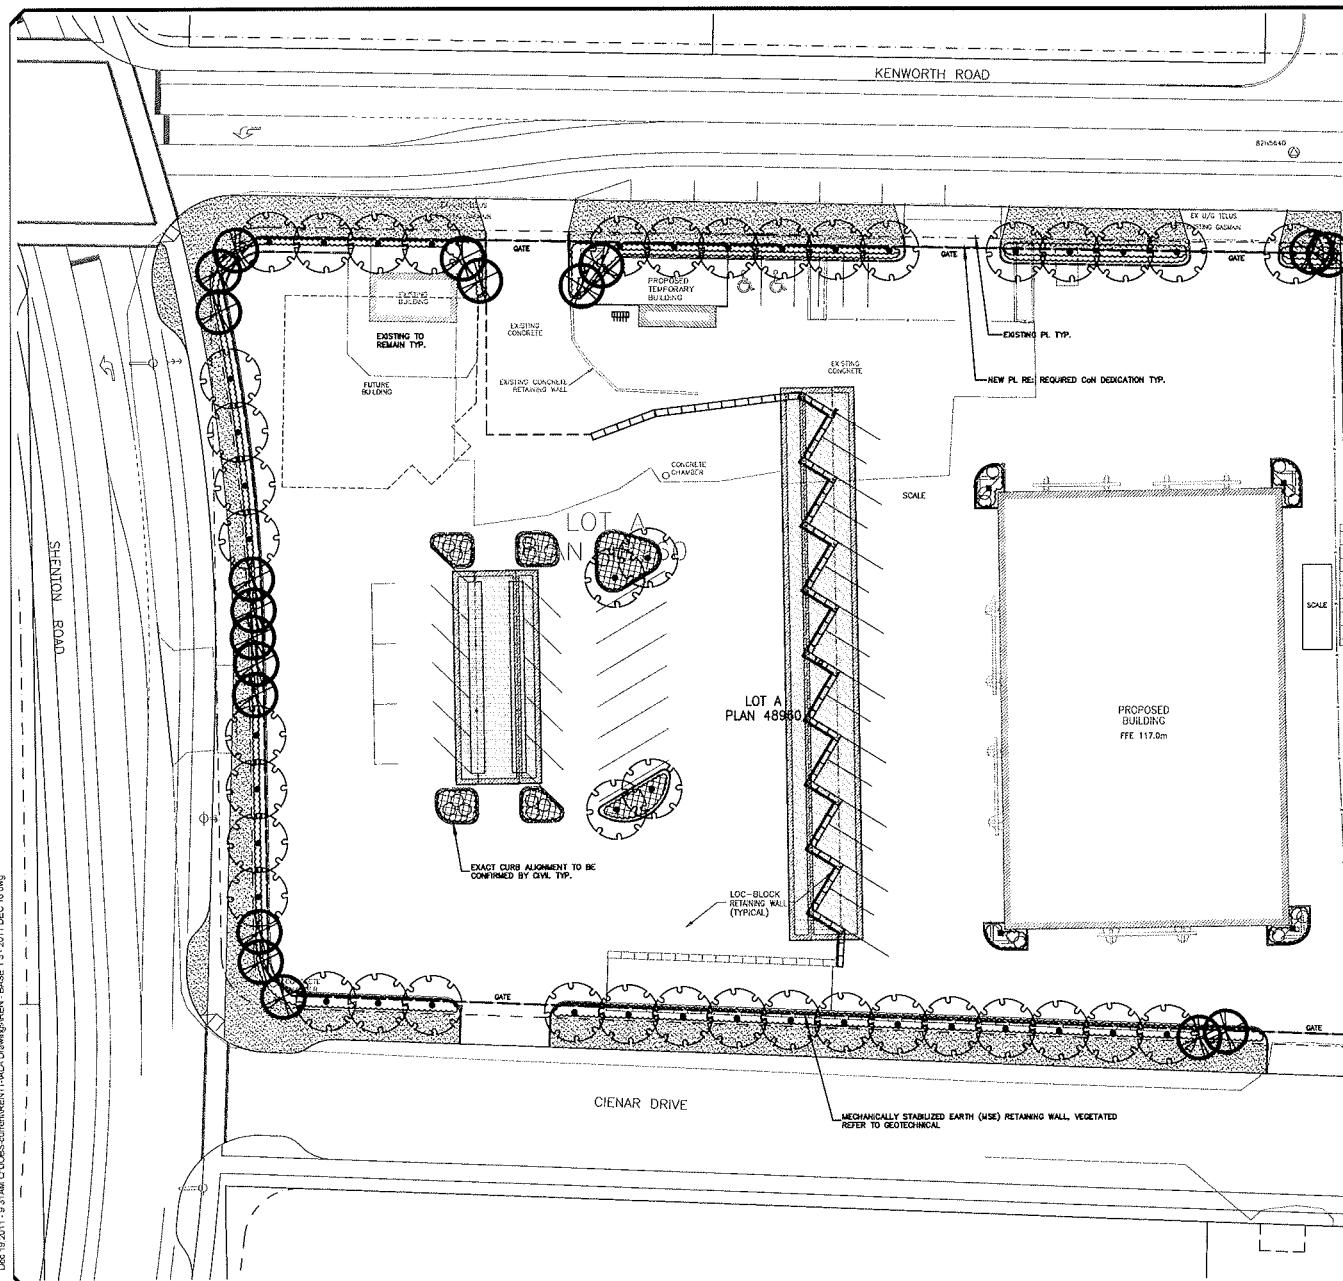 KENWORTH ROAD
82H5640
EX U/G TELUS
GATE
GATE
GATE
EXISTING
BUILDING
PROPOSED
TEMPORARY
BUILDING
EXISTING TO
REMAIN TYP.
EXISTING
CONCRETE
EXISTING PL TYP.
EXISTING
CONCRETE
FUTURE
BUILDING
EXISTING CONCRETE
RETAINING WALL
NEW PL RE: REQUIRED CoN DEDICATION TYP.
CONCRETE
CHAMBER
SCALE
LOT A
SHENTON ROAD
SCALE
LOT A
PLAN 48960
PROPOSED
BUILDING
FFE 117.0m
EXACT CURB ALIGNMENT TO BE
CONFIRMED BY CIVIL TYP.
LOC-BLOCK
RETAINING WALL
(TYPICAL)
GATE
GATE
CIENAR DRIVE
MECHANICALLY STABILIZED EARTH (MSE) RETAINING WALL, VEGETATED
REFER TO GEOTECHNICAL